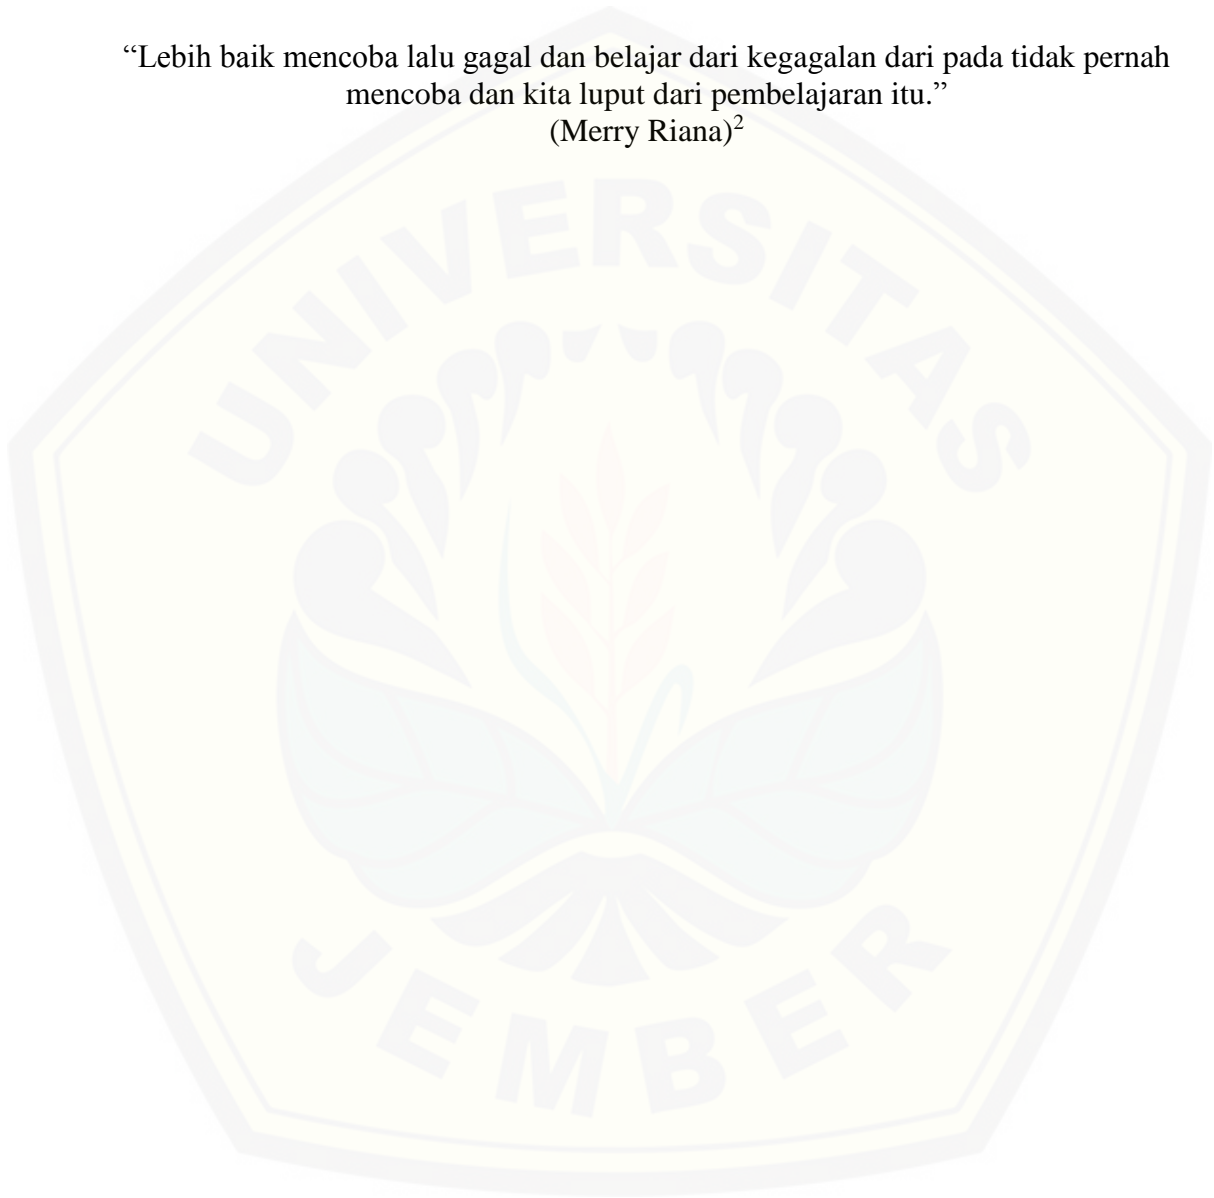 “Lebih baik mencoba lalu gagal dan belajar dari kegagalan dari pada tidak pernah
mencoba dan kita luput dari pembelajaran itu.”
(Merry Riana)²
UNIVERSITAS
JEMBER